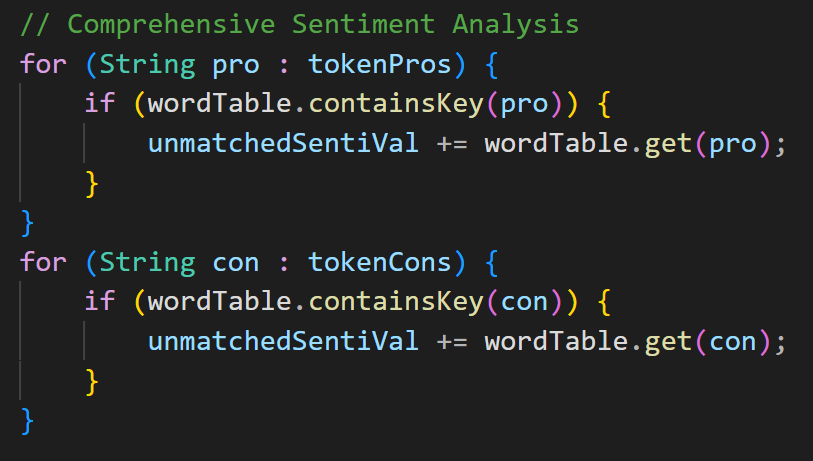 // Comprehensive Sentiment Analysis
for (String pro : tokenPros) {
    if (wordTable.containsKey(pro)) {
        unmatchedSentiVal += wordTable.get(pro);
    }
}
for (String con : tokenCons) {
    if (wordTable.containsKey(con)) {
        unmatchedSentiVal += wordTable.get(con);
    }
}